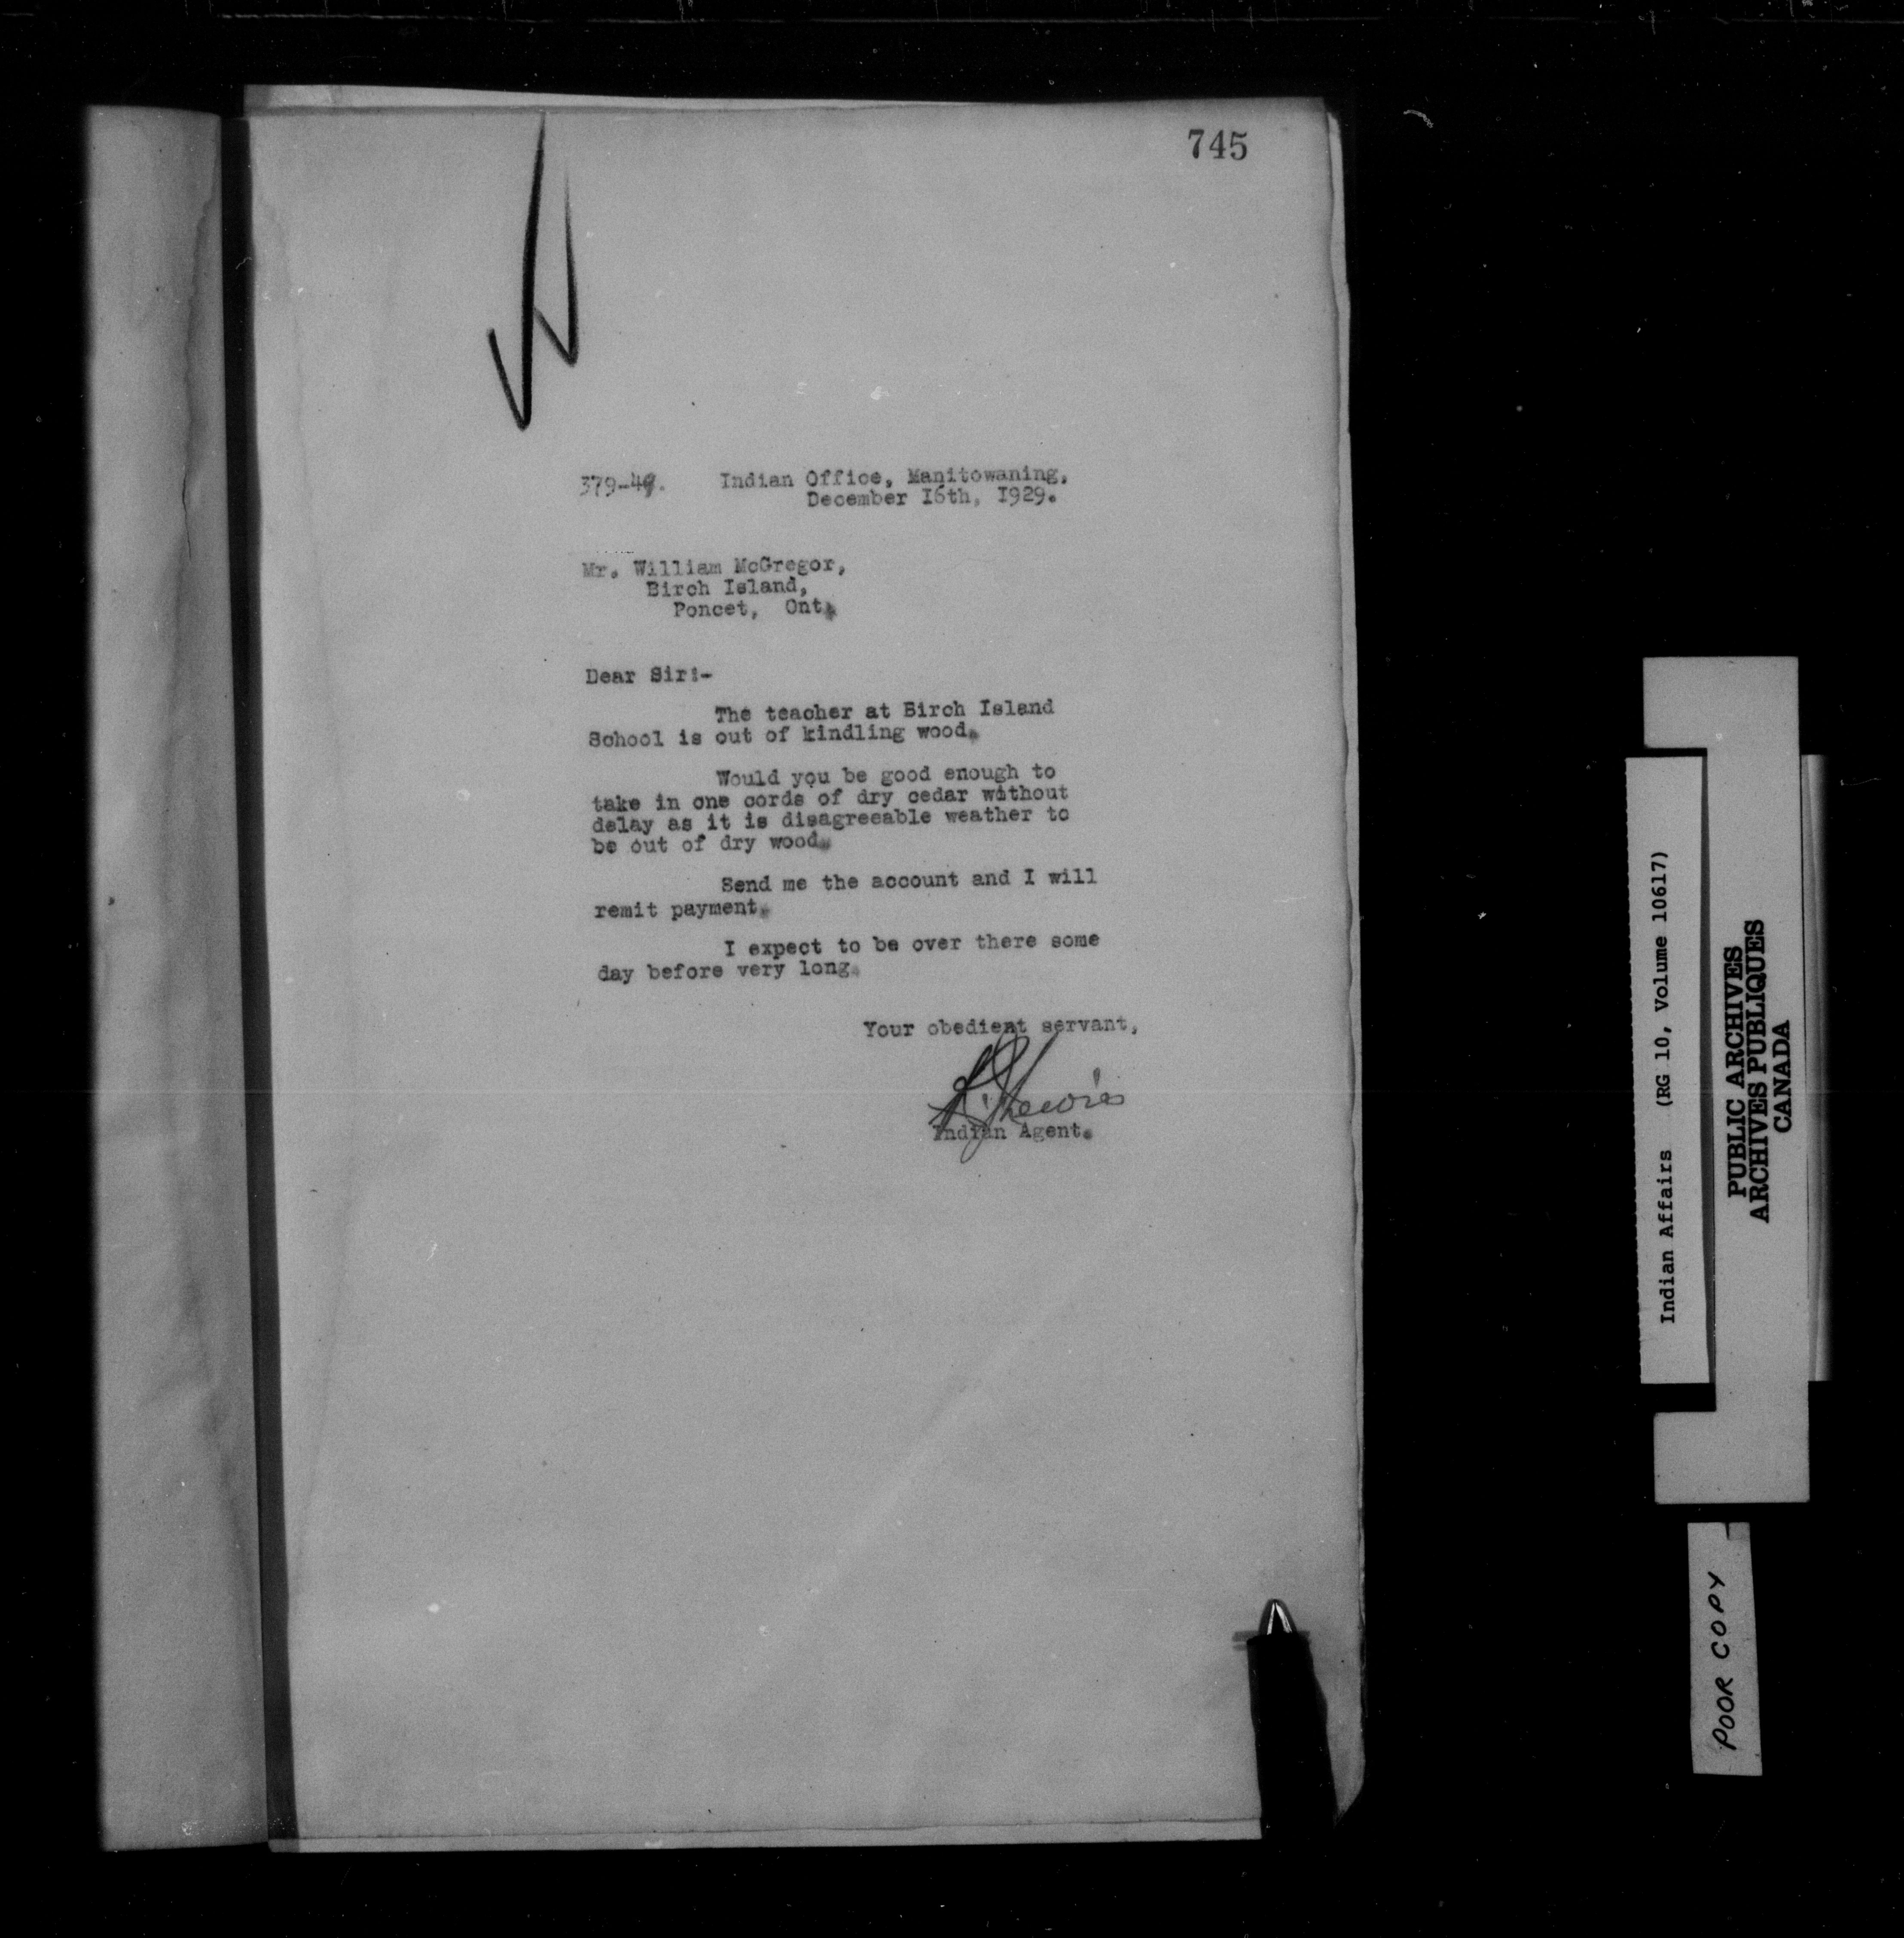 745
379-49. Indian Office, Manitowaning,
December 16th, 1929.
Mr. William McGregor,
Birch Island,
Poncet, Ont.
Dear Sir:-
The teacher at Birch Island
School is out of kindling wood.
Would you be good enough to
take in one cords of dry cedar without
delay as it is disagreeable weather to
be out of dry wood.
Send me the account and I will
remit payment.
I expect to be over there some
day before very long.
Your obedient servant,
Lewis
Indian Agent.
Indian Affairs (RG 10, Volume 10617)
PUBLIC ARCHIVES
ARCHIVES PUBLIQUES
CANADA
POOR COPY